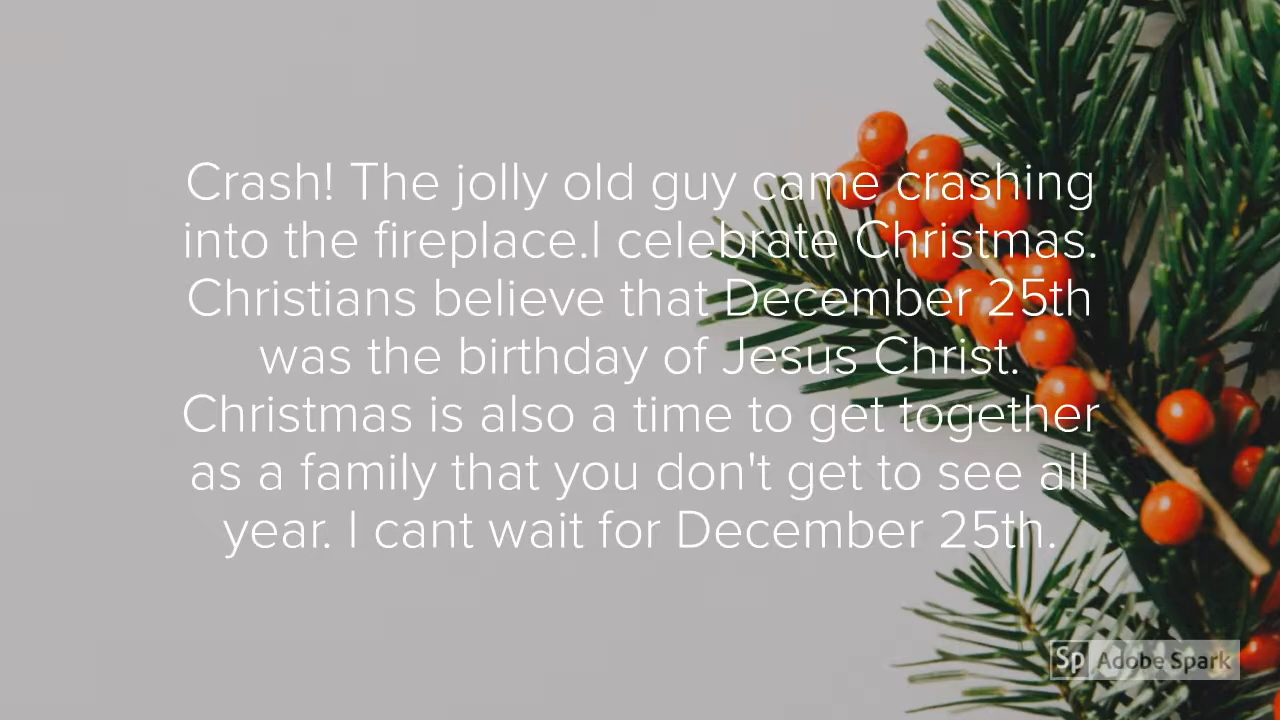 Crash! The jolly old guy came crashing
into the fireplace.I celebrate Christmas.
Christians believe that December 25th
was the birthday of Jesus Christ.
Christmas is also a time to get together
as a family that you don't get to see all
year. I cant wait for December 25th.
Sp Adobe Spark